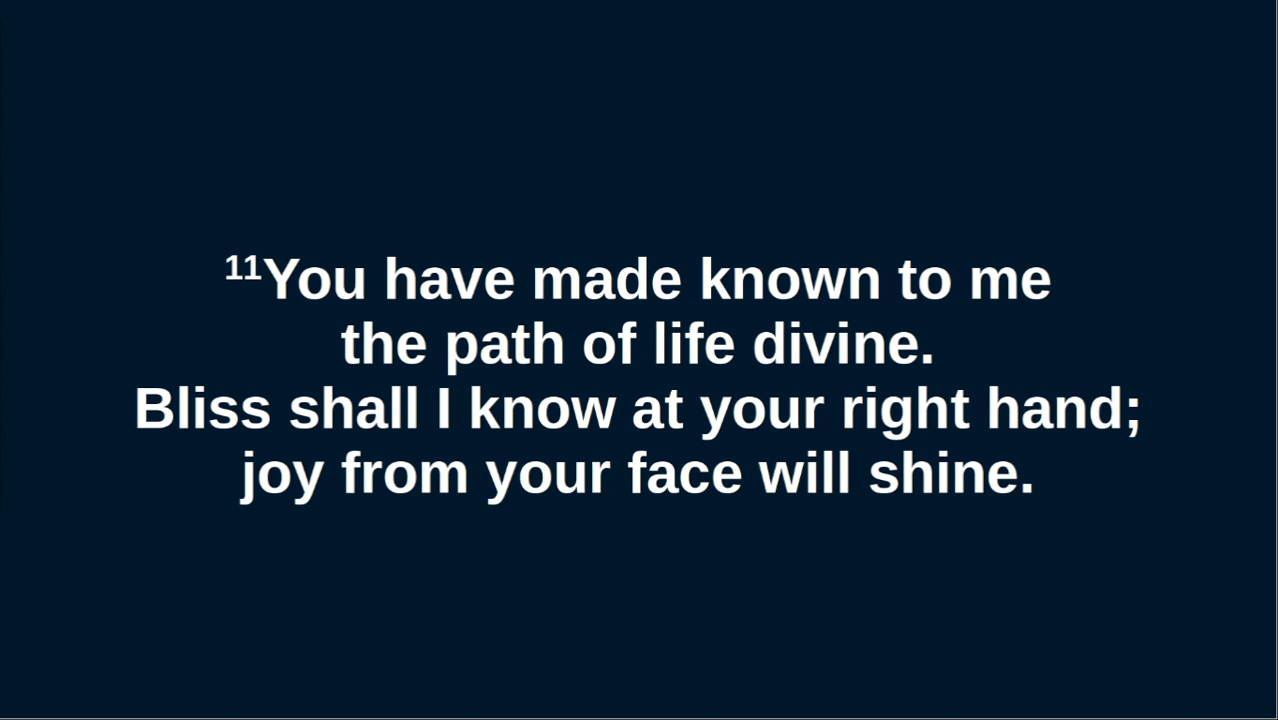 ¹¹You have made known to me
the path of life divine.
Bliss shall I know at your right hand;
joy from your face will shine.